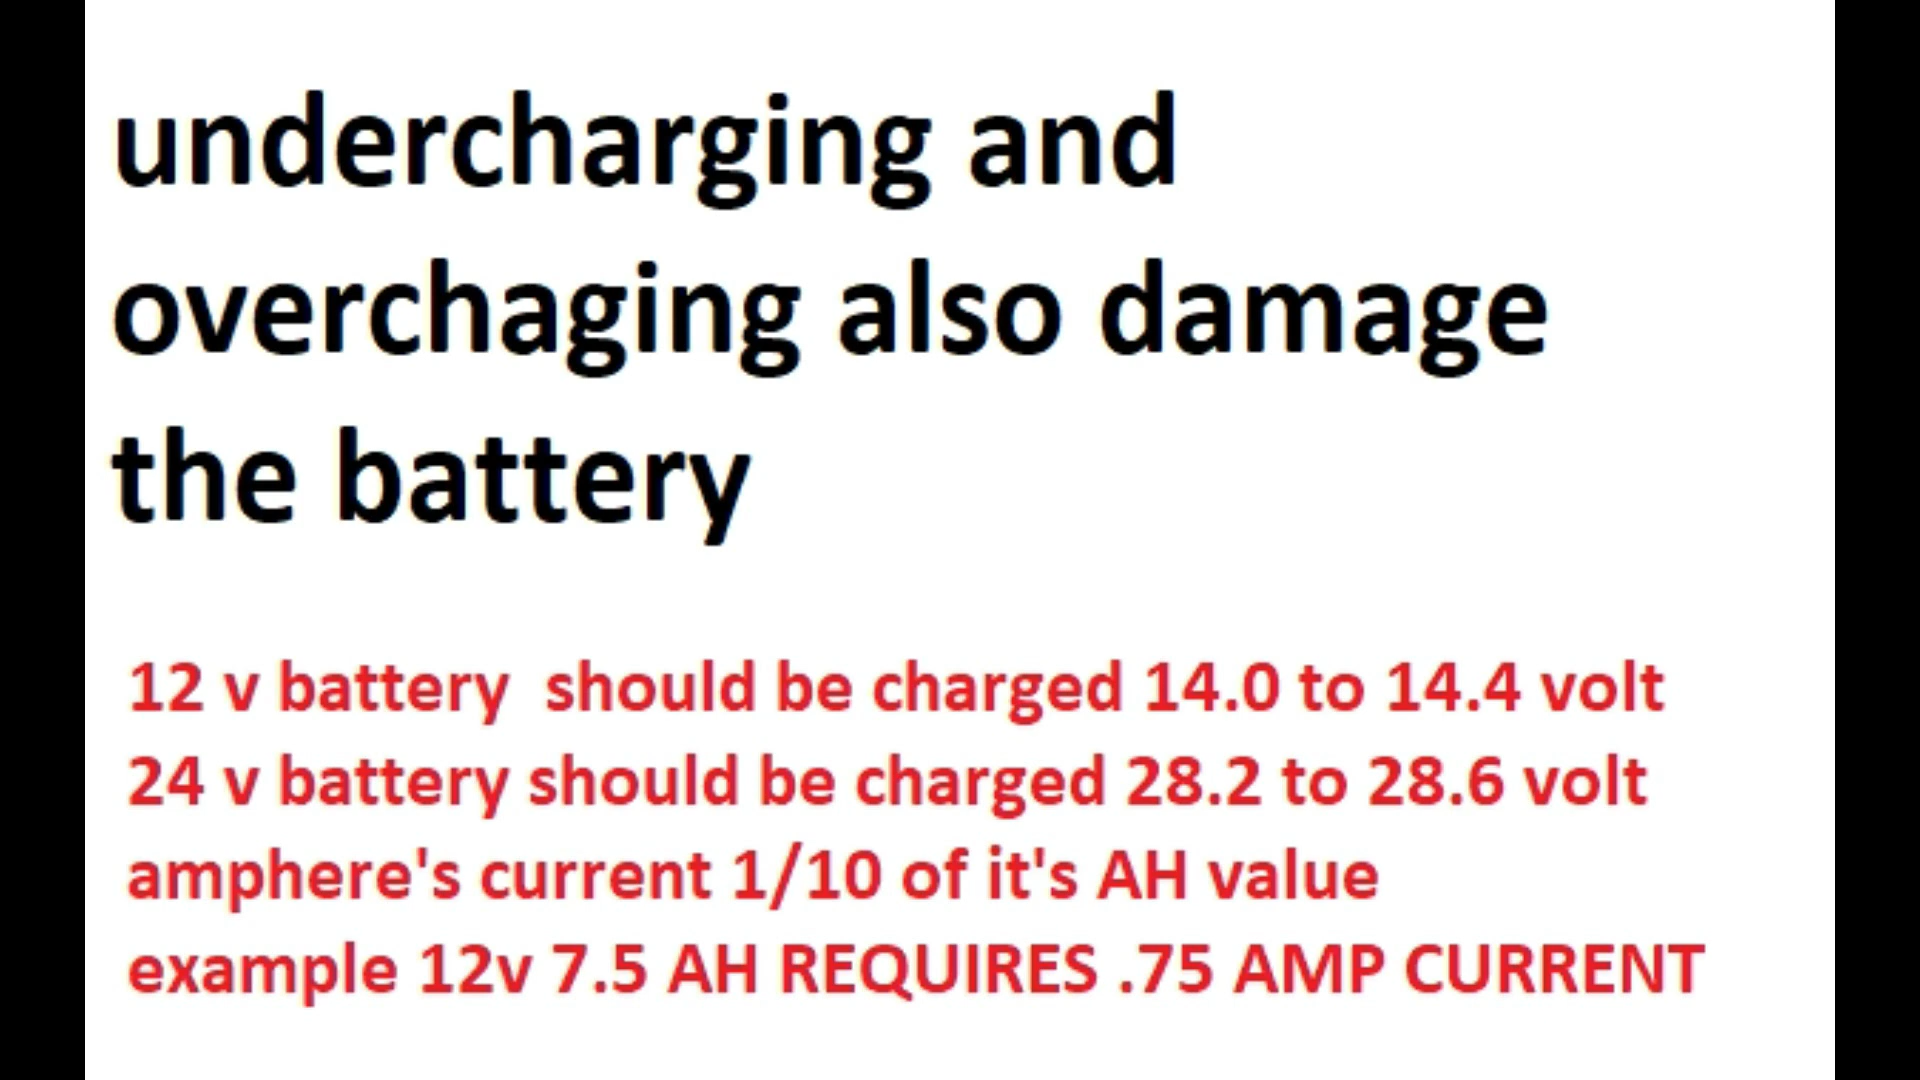 undercharging and
overchaging also damage
the battery
12 v battery  should be charged 14.0 to 14.4 volt
24 v battery should be charged 28.2 to 28.6 volt
amphere's current 1/10 of it's AH value
example 12v 7.5 AH REQUIRES .75 AMP CURRENT